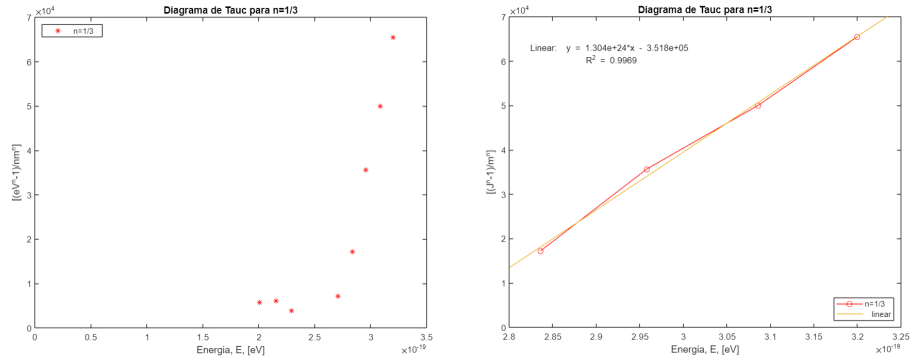 Diagrama de Tauc para n=1/3
×10⁴
n=1/3
7
6
5
4
3
2
1
0
[(eVⁿ-1)/nmⁿ]
0 0.5 1 1.5 2 2.5 3 3.5
Energia, E, [eV]
×10⁻¹⁹
Diagrama de Tauc para n=1/3
×10⁴
Linear: y = 1.304e+24*x - 3.518e+05
R² = 0.9969
7
6
5
4
3
2
1
0
[(Jⁿ-1)/mⁿ]
n=1/3
linear
2.8 2.85 2.9 2.95 3 3.05 3.1 3.15 3.2 3.25
Energia, E, [eV]
×10⁻¹⁹